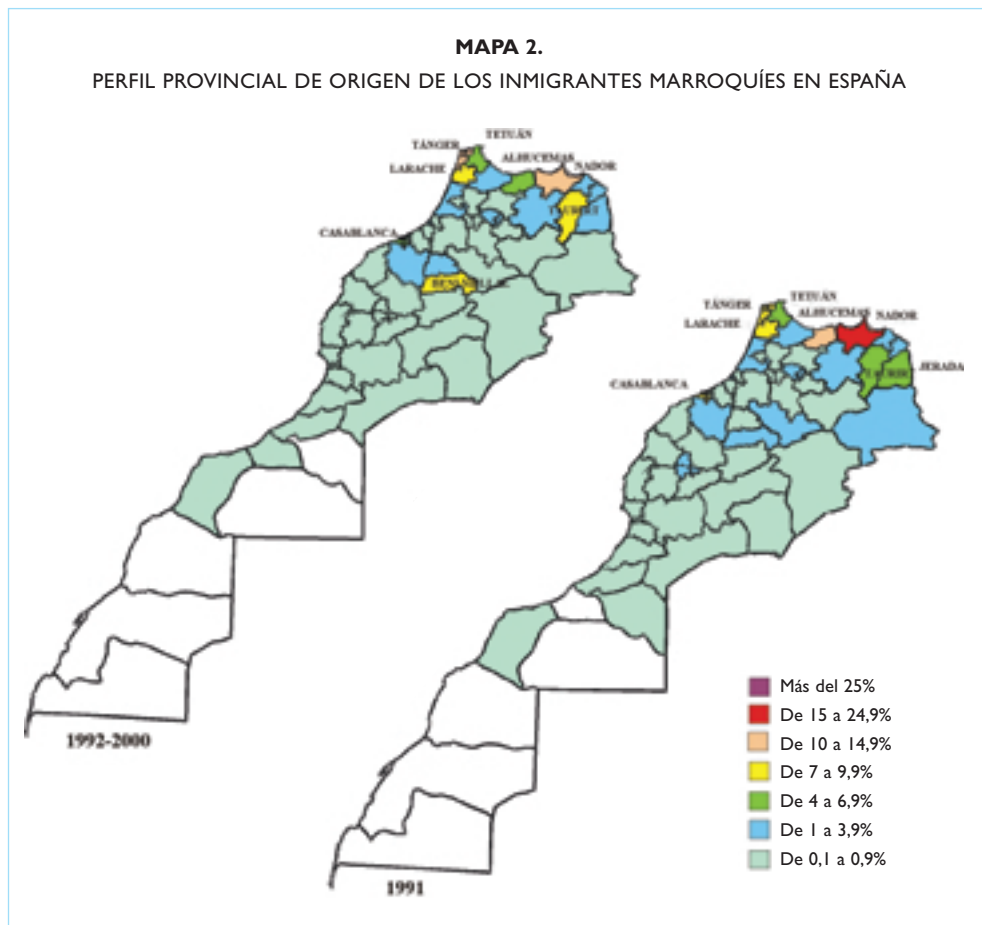 MAPA 2.
PERFIL PROVINCIAL DE ORIGEN DE LOS INMIGRANTES MARROQUÍES EN ESPAÑA
TETUÁN
TÁNGER
ALHUCEMAS
NADOR
LARACHE
CASABLANCA
1992-2000
TETUÁN
TÁNGER
ALHUCEMAS
NADOR
LARACHE
JERADA
CASABLANCA
1991
Más del 25%
De 15 a 24,9%
De 10 a 14,9%
De 7 a 9,9%
De 4 a 6,9%
De 1 a 3,9%
De 0,1 a 0,9%